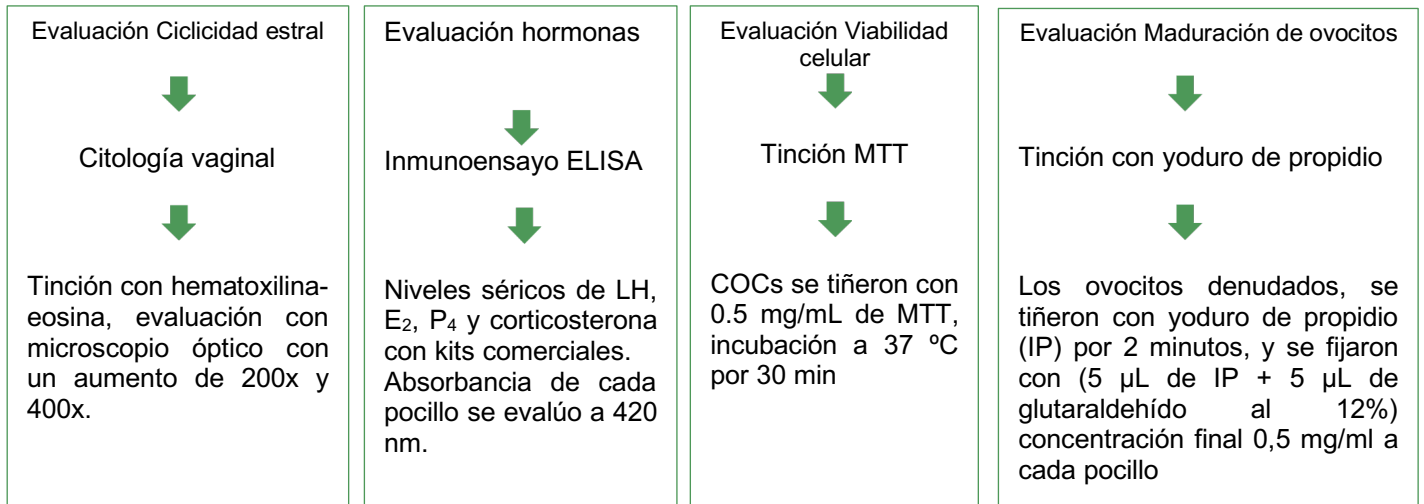 Evaluación Ciclicidad estral
Citología vaginal
Tinción con hematoxilina-
eosina, evaluación con
microscopio óptico con
un aumento de 200x y
400x.
Evaluación hormonas
Inmunoensayo ELISA
Niveles séricos de LH,
E₂, P₄ y corticosterona
con kits comerciales.
Absorbancia de cada
pocillo se evalúo a 420
nm.
Evaluación Viabilidad
celular
Tinción MTT
COCs se tiñeron con
0.5 mg/mL de MTT,
incubación a 37 ºC
por 30 min
Evaluación Maduración de ovocitos
Tinción con yoduro de propidio
Los ovocitos denudados, se
tiñeron con yoduro de propidio
(IP) por 2 minutos, y se fijaron
con (5 µL de IP + 5 µL de
glutaraldehído al 12%)
concentración final 0,5 mg/ml a
cada pocillo